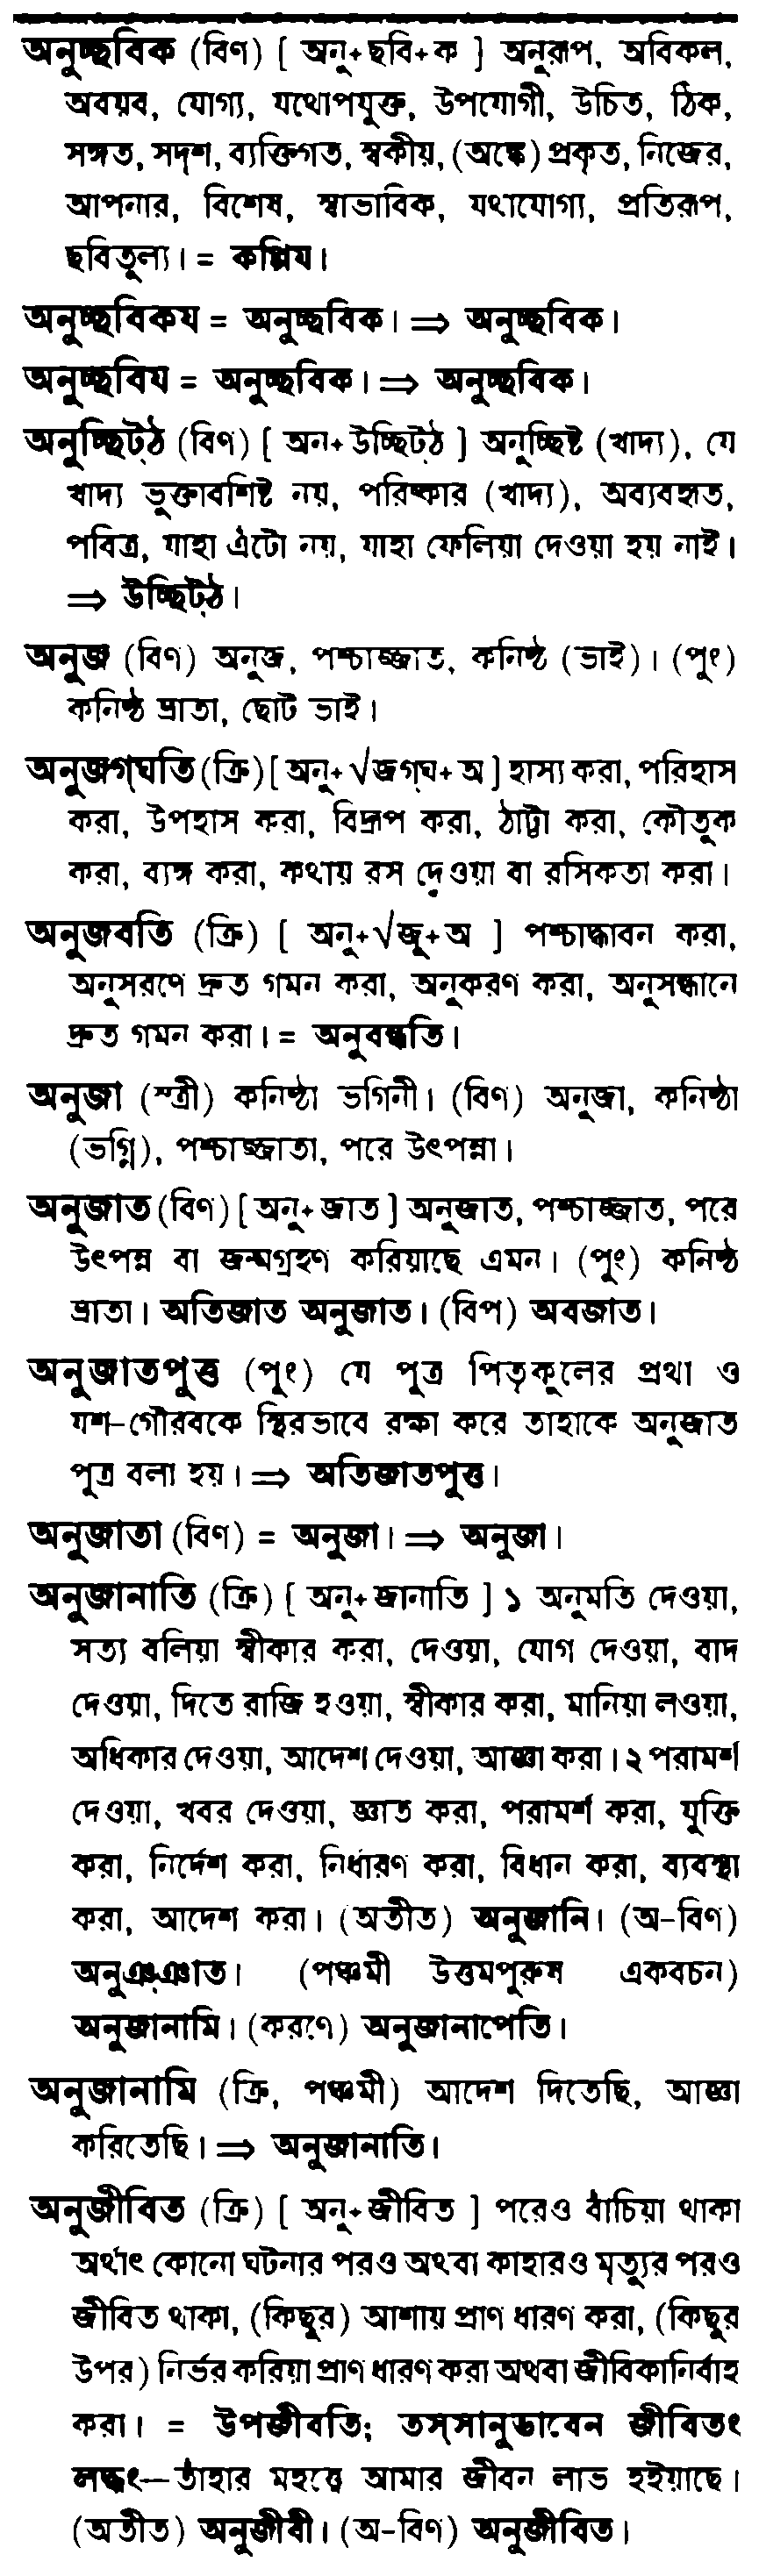 অনুচ্ছবিক (বিণ) [ অনু+ছবি+ক ] অনুরূপ, অবিকল,
অবয়ব, যোগ্য, যথোপযুক্ত, উপযোগী, উচিত, ঠিক,
সঙ্গত, সদৃশ, ব্যক্তিগত, স্বকীয়, (অঙ্কে) প্রকৃত, নিজের,
আপনার, বিশেষ, স্বাভাবিক, যথাযোগ্য, প্রতিরূপ,
ছবিতুল্য। = কপ্পিয।
অনুচ্ছবিকয = অনুচ্ছবিক। ⇒ অনুচ্ছবিক।
অনুচ্ছবিয = অনুচ্ছবিক। ⇒ অনুচ্ছবিক।
অনুচ্ছিট্ঠ (বিণ) [ অন+উচ্ছিট্ঠ ] অনুচ্ছিষ্ট (খাদ্য), যে
খাদ্য ভুক্তাবশিষ্ট নয়, পরিষ্কার (খাদ্য), অব্যবহৃত,
পবিত্র, যাহা এঁটো নয়, যাহা ফেলিয়া দেওয়া হয় নাই।
⇒ উচ্ছিট্ঠ।
অনুজ (বিণ) অনুজ, পশ্চাজ্জাত, কনিষ্ঠ (ভাই)। (পুং)
কনিষ্ঠ ভ্রাতা, ছোট ভাই।
অনুজগ্ঘতি (ক্রি) [ অনু+√জগ্ঘ+অ ] হাস্য করা, পরিহাস
করা, উপহাস করা, বিদ্রূপ করা, ঠাট্টা করা, কৌতুক
করা, ব্যঙ্গ করা, কথায় রস দেওয়া বা রসিকতা করা।
অনুজবতি (ক্রি) [ অনু+√জু+অ ] পশ্চাদ্ধাবন করা,
অনুসরণে দ্রুত গমন করা, অনুকরণ করা, অনুসন্ধানে
দ্রুত গমন করা। = অনুবন্ধতি।
অনুজা (স্ত্রী) কনিষ্ঠা ভগিনী। (বিণ) অনুজা, কনিষ্ঠা
(ভগ্নি), পশ্চাজ্জাতা, পরে উৎপন্না।
অনুজাত (বিণ) [ অনু+জাত ] অনুজাত, পশ্চাজ্জাত, পরে
উৎপন্ন বা জন্মগ্রহণ করিয়াছে এমন। (পুং) কনিষ্ঠ
ভ্রাতা। অতিজাত অনুজাত। (বিপ) অবজাত।
অনুজাতপুত্ত (পুং) যে পুত্র পিতৃকুলের প্রথা ও
যশ-গৌরবকে স্থিরভাবে রক্ষা করে তাহাকে অনুজাত
পুত্র বলা হয়। ⇒ অতিজাতপুত্ত।
অনুজাতা (বিণ) = অনুজা। ⇒ অনুজা।
অনুজানাতি (ক্রি) [ অনু+জানাতি ] ১ অনুমতি দেওয়া,
সত্য বলিয়া স্বীকার করা, দেওয়া, যোগ দেওয়া, বাদ
দেওয়া, দিতে রাজি হওয়া, স্বীকার করা, মানিয়া লওয়া,
অধিকার দেওয়া, আদেশ দেওয়া, আজ্ঞা করা। ২ পরামর্শ
দেওয়া, খবর দেওয়া, জ্ঞাত করা, পরামর্শ করা, যুক্তি
করা, নির্দেশ করা, নির্ধারণ করা, বিধান করা, ব্যবস্থা
করা, আদেশ করা। (অতীত) অনুজানি। (অ-বিণ)
অনুঞ্ঞাত। (পঞ্চমী উত্তমপুরুষ একবচন)
অনুজানামি। (করণে) অনুজানাপেতি।
অনুজানামি (ক্রি, পঞ্চমী) আদেশ দিতেছি, আজ্ঞা
করিতেছি। ⇒ অনুজানাতি।
অনুজীবিত (ক্রি) [ অনু+জীবিত ] পরেও বাঁচিয়া থাকা
অর্থাৎ কোনো ঘটনার পরও অথবা কাহারও মৃত্যুর পরও
জীবিত থাকা, (কিছুর) আশায় প্রাণ ধারণ করা, (কিছুর
উপর) নির্ভর করিয়া প্রাণ ধারণ করা অথবা জীবিকানির্বাহ
করা। = উপজীবতি; তস্সানুভাবেন জীবিতং
লদ্ধং—তাঁহার মহত্ত্বে আমার জীবন লাভ হইয়াছে।
(অতীত) অনুজীবী। (অ-বিণ) অনুজীবিত।